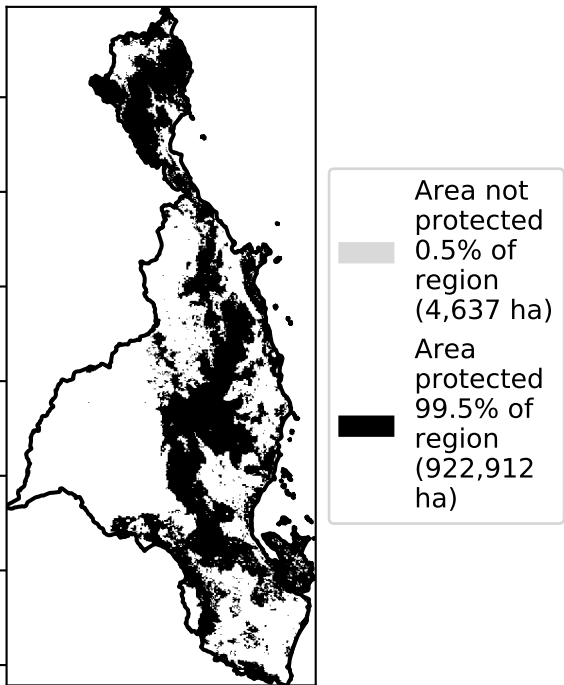 Area not
protected
0.5% of
region
(4,637 ha)
Area
protected
99.5% of
region
(922,912
ha)